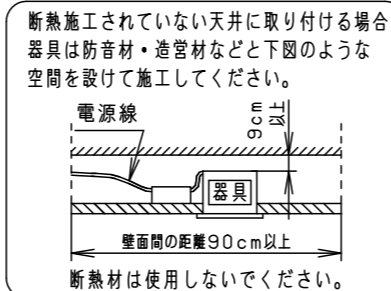 断熱施工されていない天井に取り付ける場合
器具は防音材・造営材などと下図のような
空間を設けて施工してください。
電源線
9cm
以上
器具
壁面間の距離90cm以上
断熱材は使用しないでください。